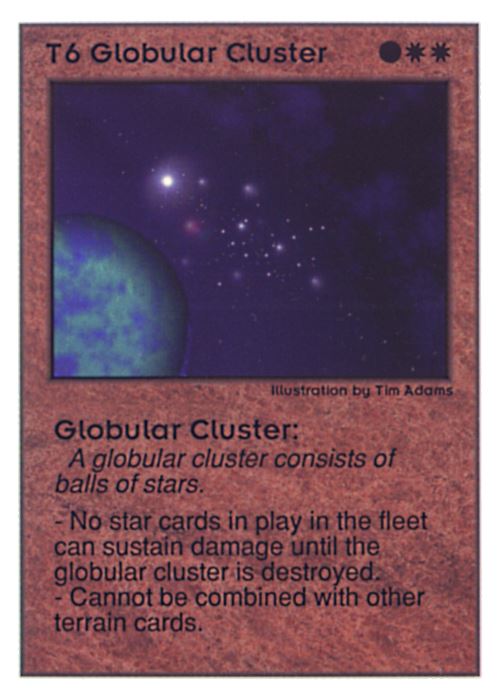 T6 Globular Cluster
Illustration by Tim Adams
Globular Cluster:
A globular cluster consists of
balls of stars.
- No star cards in play in the fleet
can sustain damage until the
globular cluster is destroyed.
- Cannot be combined with other
terrain cards.